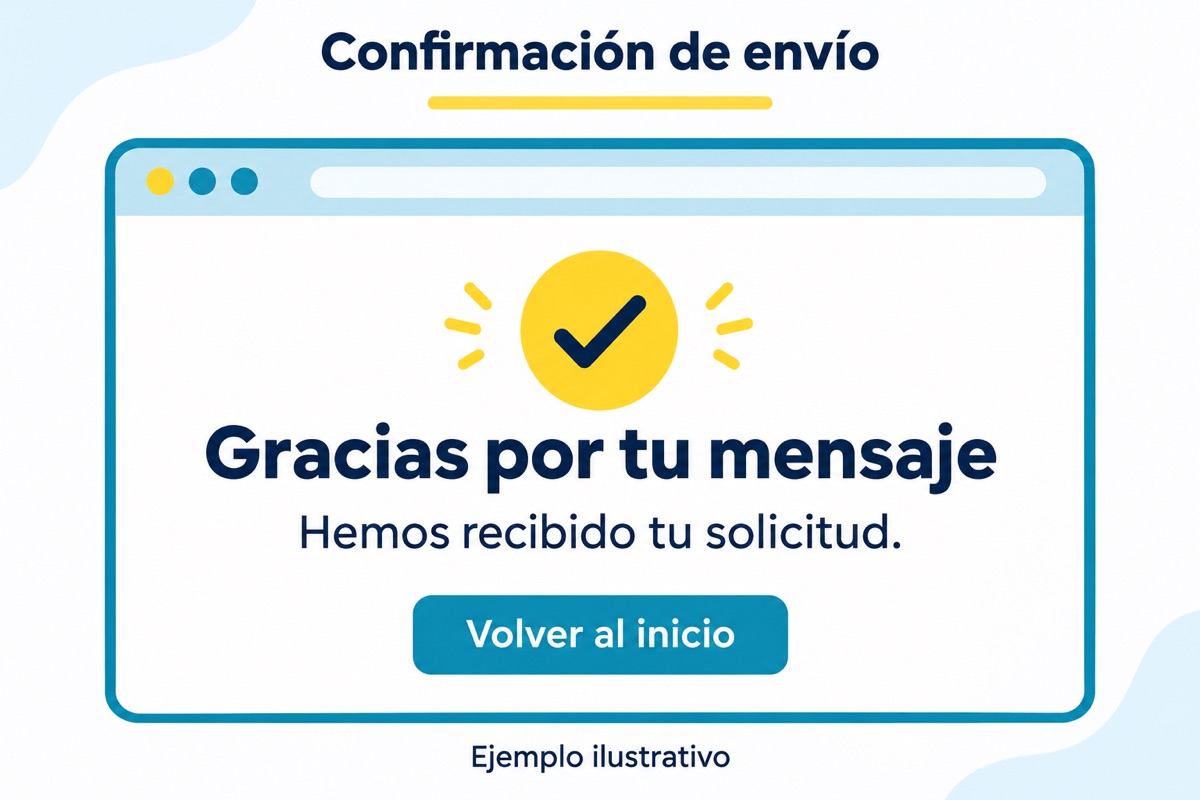 Confirmación de envío
Gracias por tu mensaje
Hemos recibido tu solicitud.
Volver al inicio
Ejemplo ilustrativo